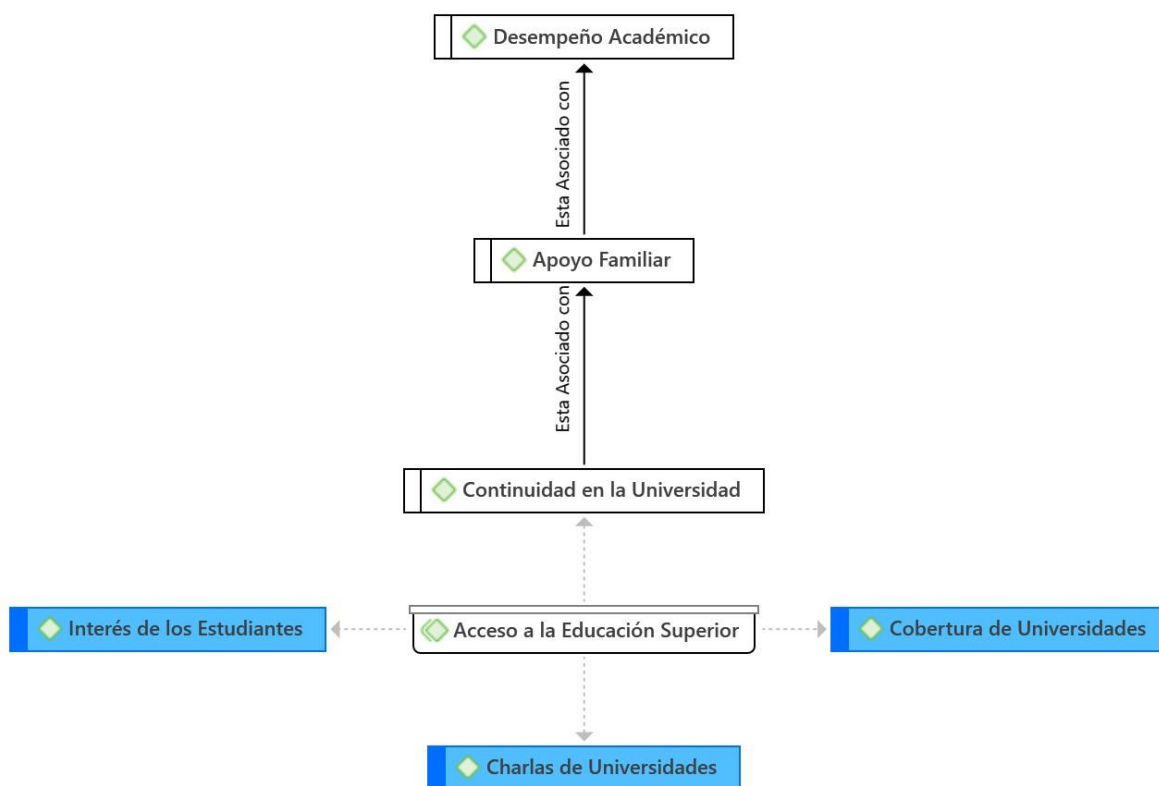 Desempeño Académico
Esta Asociado con
Apoyo Familiar
Esta Asociado con
Continuidad en la Universidad
Interés de los Estudiantes
Acceso a la Educación Superior
Cobertura de Universidades
Charlas de Universidades